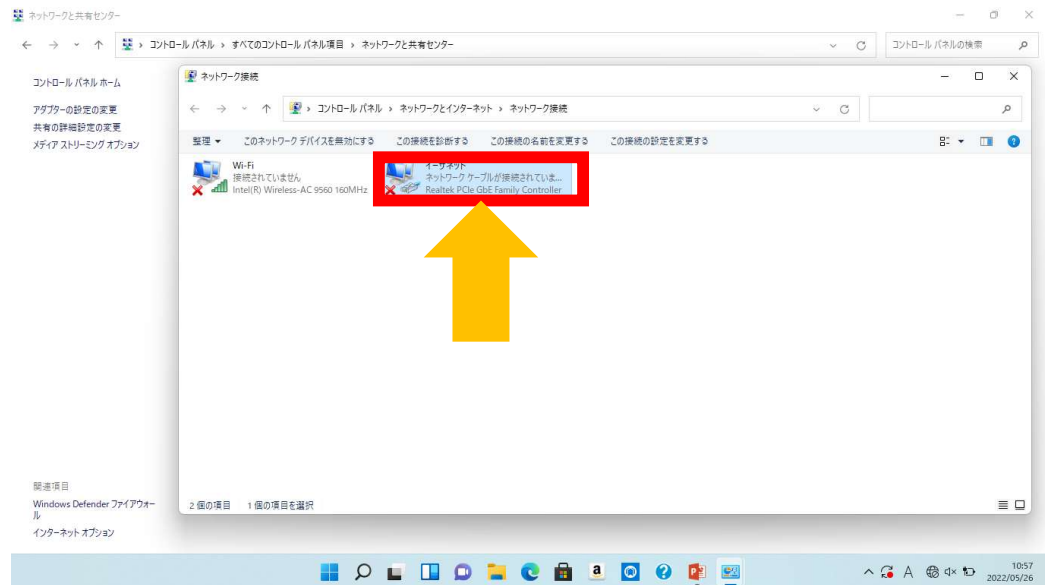 ネットワークと共有センター
コントロール パネル › すべてのコントロール パネル項目 › ネットワークと共有センター
コントロール パネルの検索
コントロール パネル ホーム
アダプターの設定の変更
共有の詳細設定の変更
メディア ストリーミング オプション
ネットワーク接続
コントロール パネル › ネットワークとインターネット › ネットワーク接続
整理 このネットワーク デバイスを無効にする この接続を診断する この接続の名前を変更する この接続の設定を変更する
Wi-Fi
接続されていません
Intel(R) Wireless-AC 9560 160MHz
イーサネット
ネットワーク ケーブルが接続されていま...
Realtek PCIe GbE Family Controller
関連項目
Windows Defender ファイアウォー
ル
インターネット オプション
2 個の項目 1 個の項目を選択
A
10:57
2022/05/26